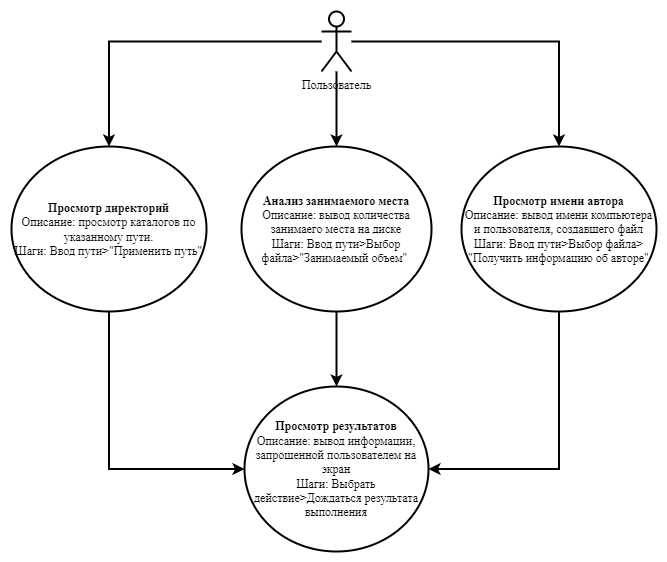 Пользователь
Просмотр директорий
Описание: просмотр каталогов по
указанному пути.
Шаги: Ввод пути>"Применить путь"
Анализ занимаемого места
Описание: вывод количества
занимаего места на диске
Шаги: Ввод пути>Выбор
файла>"Занимаемый объем"
Просмотр имени автора
Описание: вывод имени компьютера
и пользователя, создавшего файл
Шаги: Ввод пути>Выбор файла>
"Получить информацию об авторе"
Просмотр результатов
Описание: вывод информации,
запрошенной пользователем на
экран
Шаги: Выбрать
действие>Дождаться результата
выполнения